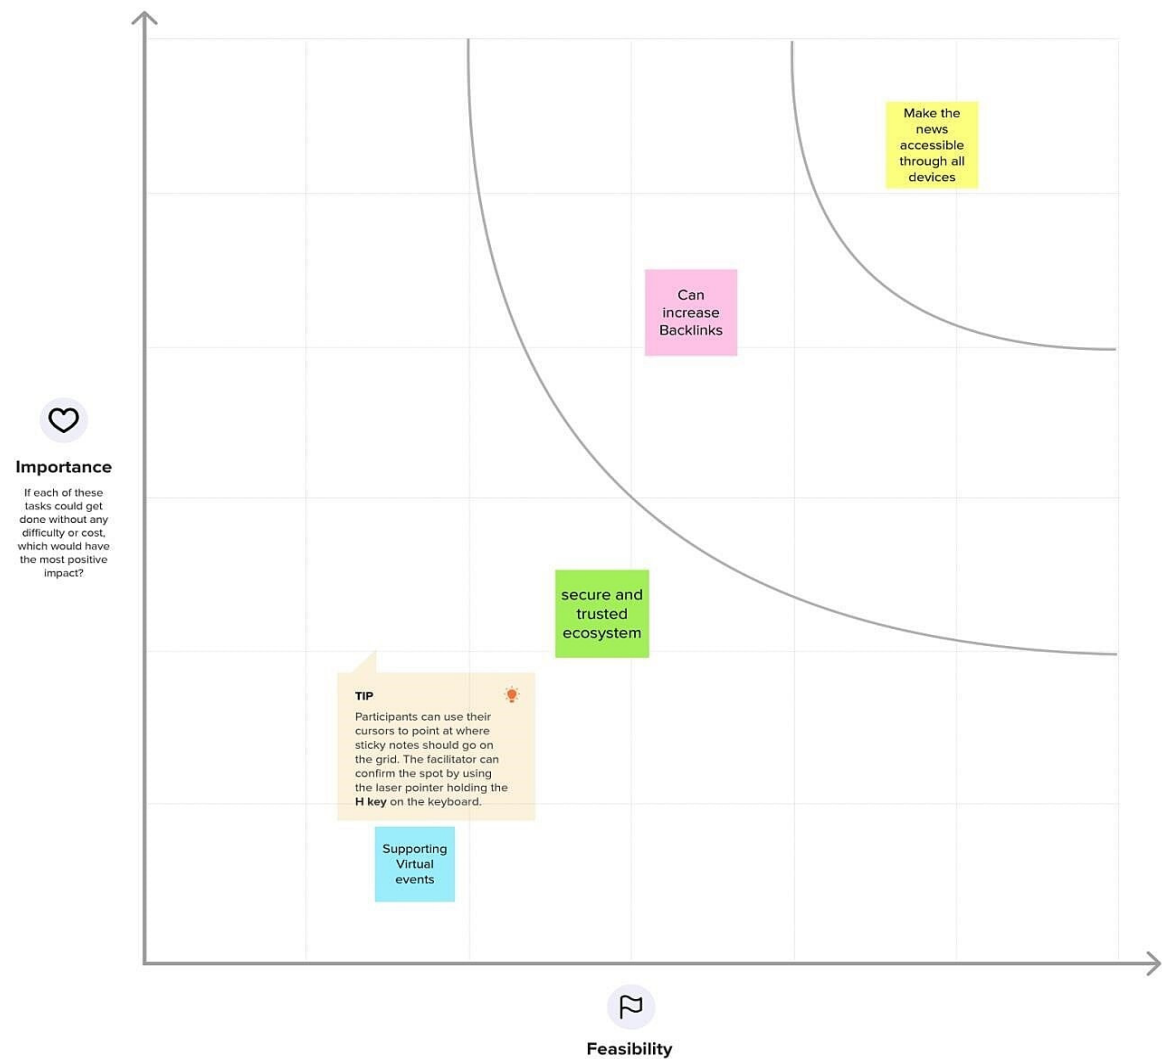 Make the
news
accessible
through all
devices
Can
increase
Backlinks
Importance
If each of these
tasks could get
done without any
difficulty or cost,
which would have
the most positive
impact?
secure and
trusted
ecosystem
TIP
Participants can use their
cursors to point at where
sticky notes should go on
the grid. The facilitator can
confirm the spot by using
the laser pointer holding the
H key on the keyboard.
Supporting
Virtual
events
Feasibility